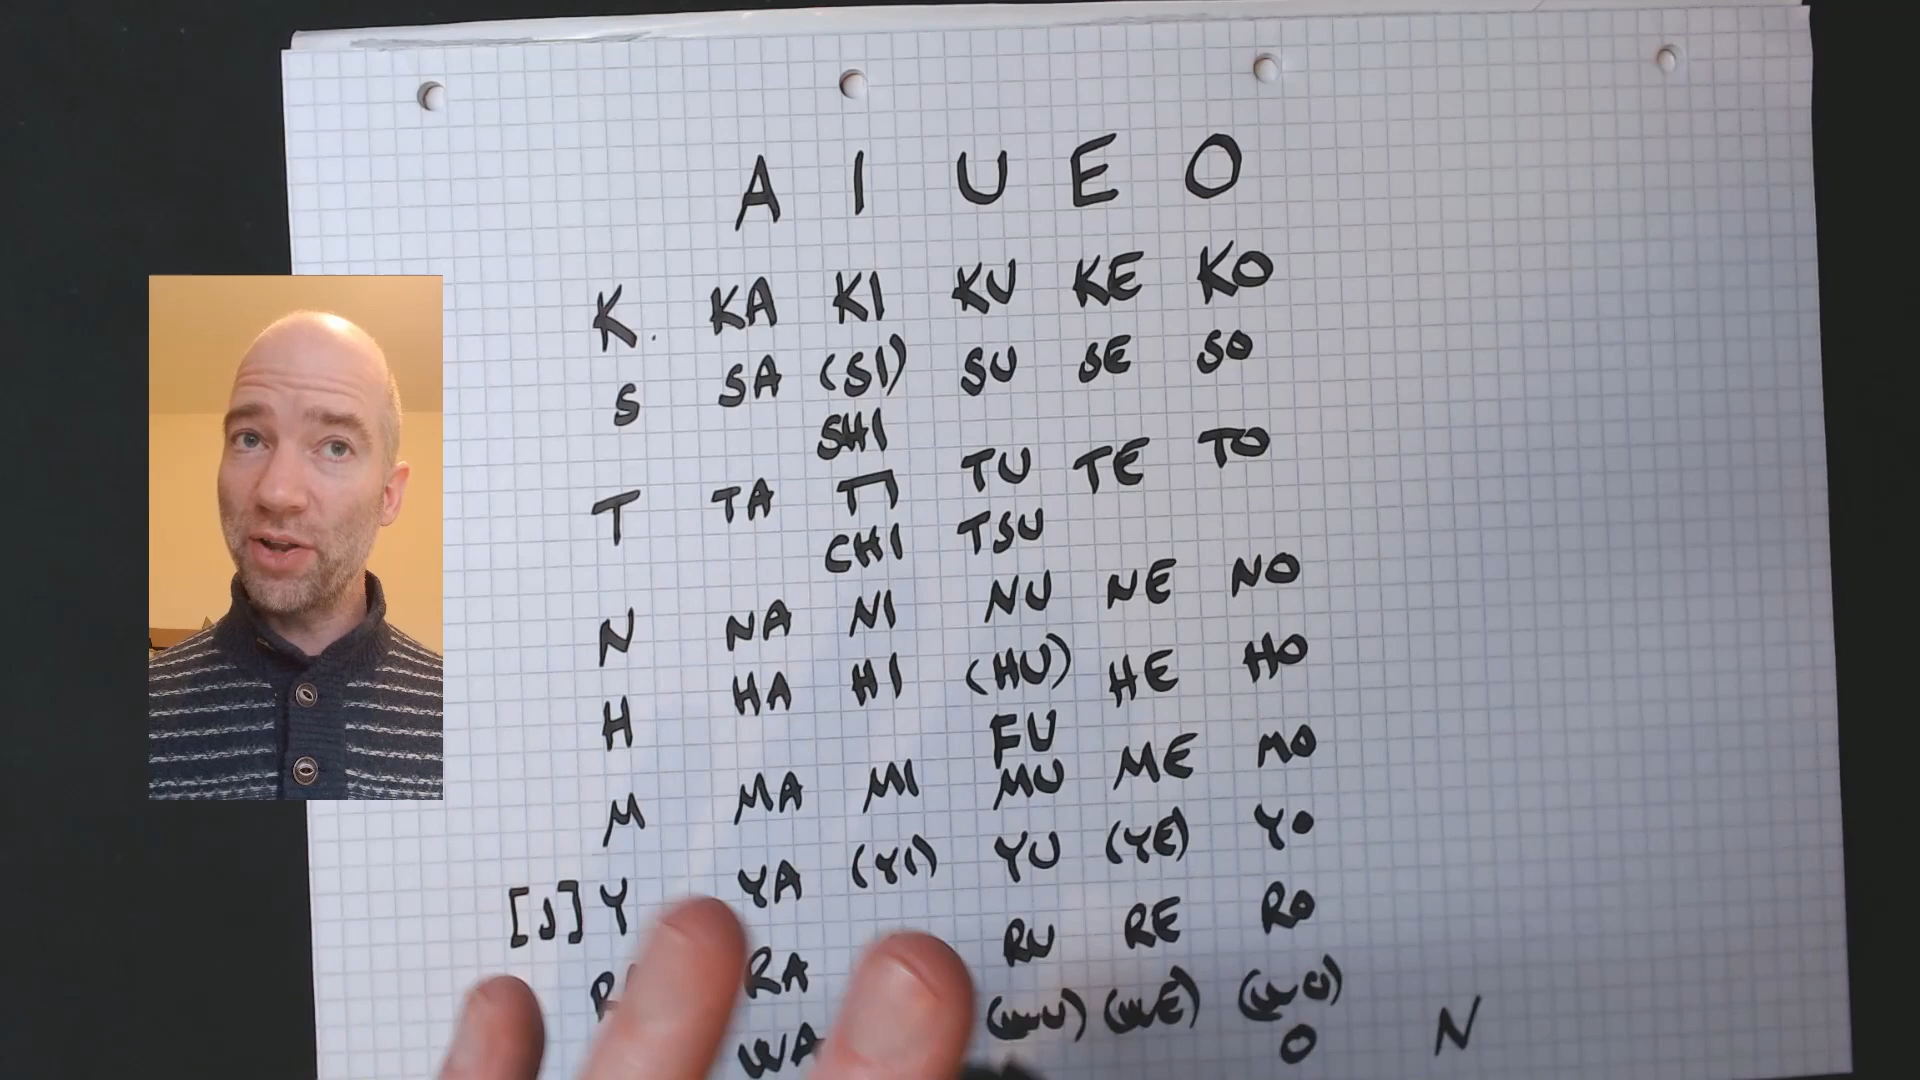 A I U E O
K. KA KI KU KE KO
S SA (SI) SU SE SO
SHI
T TA TI TU TE TO
CHI TSU
N NA NI NU NE NO
H HA HI (HU) HE HO
FU
M MA MI MU ME MO
[J] Y YA (YI) YU (YE) YO
R RA RU RE RO
WA (WU) (WE) (WO)
O N